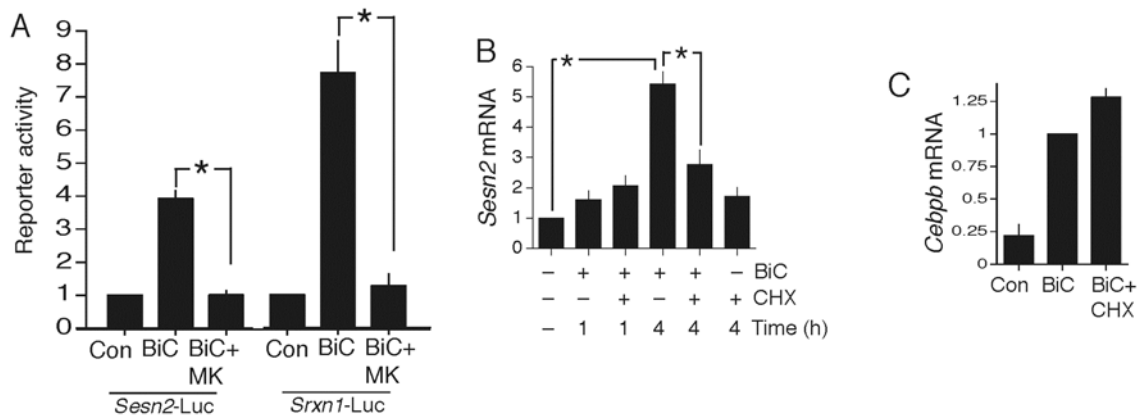 A
Reporter activity
9
8
7
6
5
4
3
2
1
0
*
*
Con BiC BiC+ MK Con BiC BiC+ MK
Sesn2-Luc Srxn1-Luc
B
Sesn2 mRNA
6
5
4
3
2
1
0
*
*
– + + + + – BiC
– – + – + + CHX
– 1 1 4 4 4 Time (h)
C
Cebpb mRNA
1.25
1
0.75
0.25
0
Con BiC BiC+
CHX